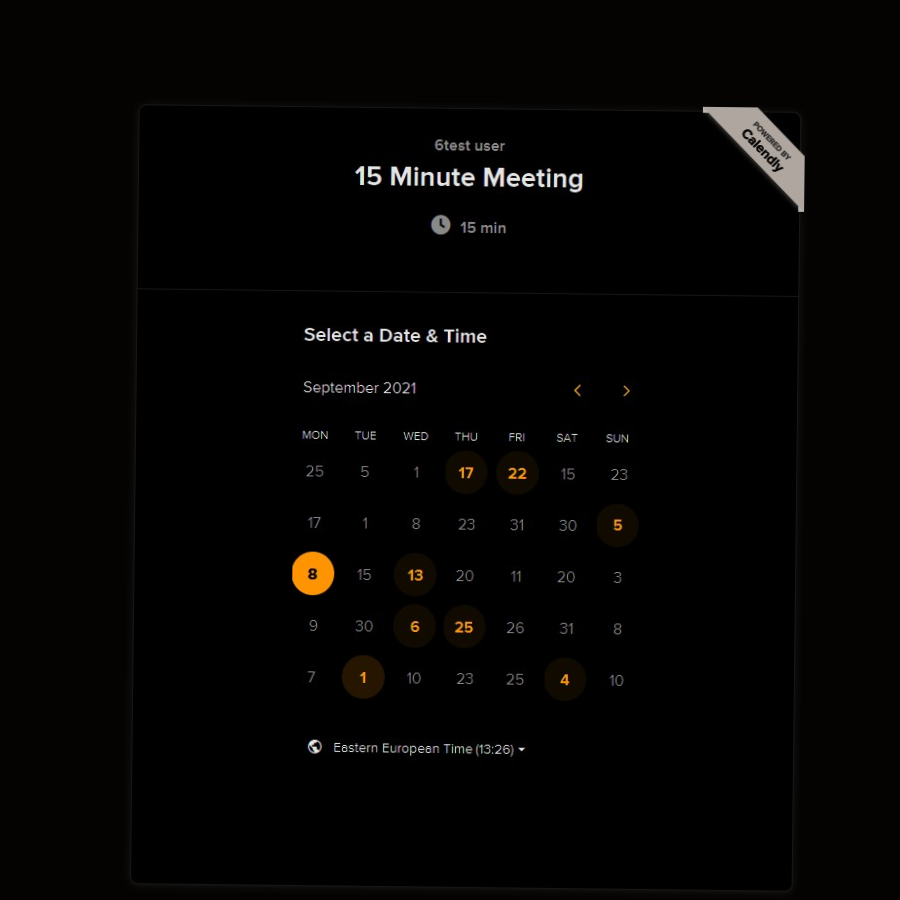 POWERED BY
Calendly
6test user
15 Minute Meeting
15 min
Select a Date & Time
September 2021
MON TUE WED THU FRI SAT SUN
25 5 1 17 22 15 23
17 1 8 23 31 30 5
8 15 13 20 11 20 3
9 30 6 25 26 31 8
7 1 10 23 25 4 10
Eastern European Time (13:26)